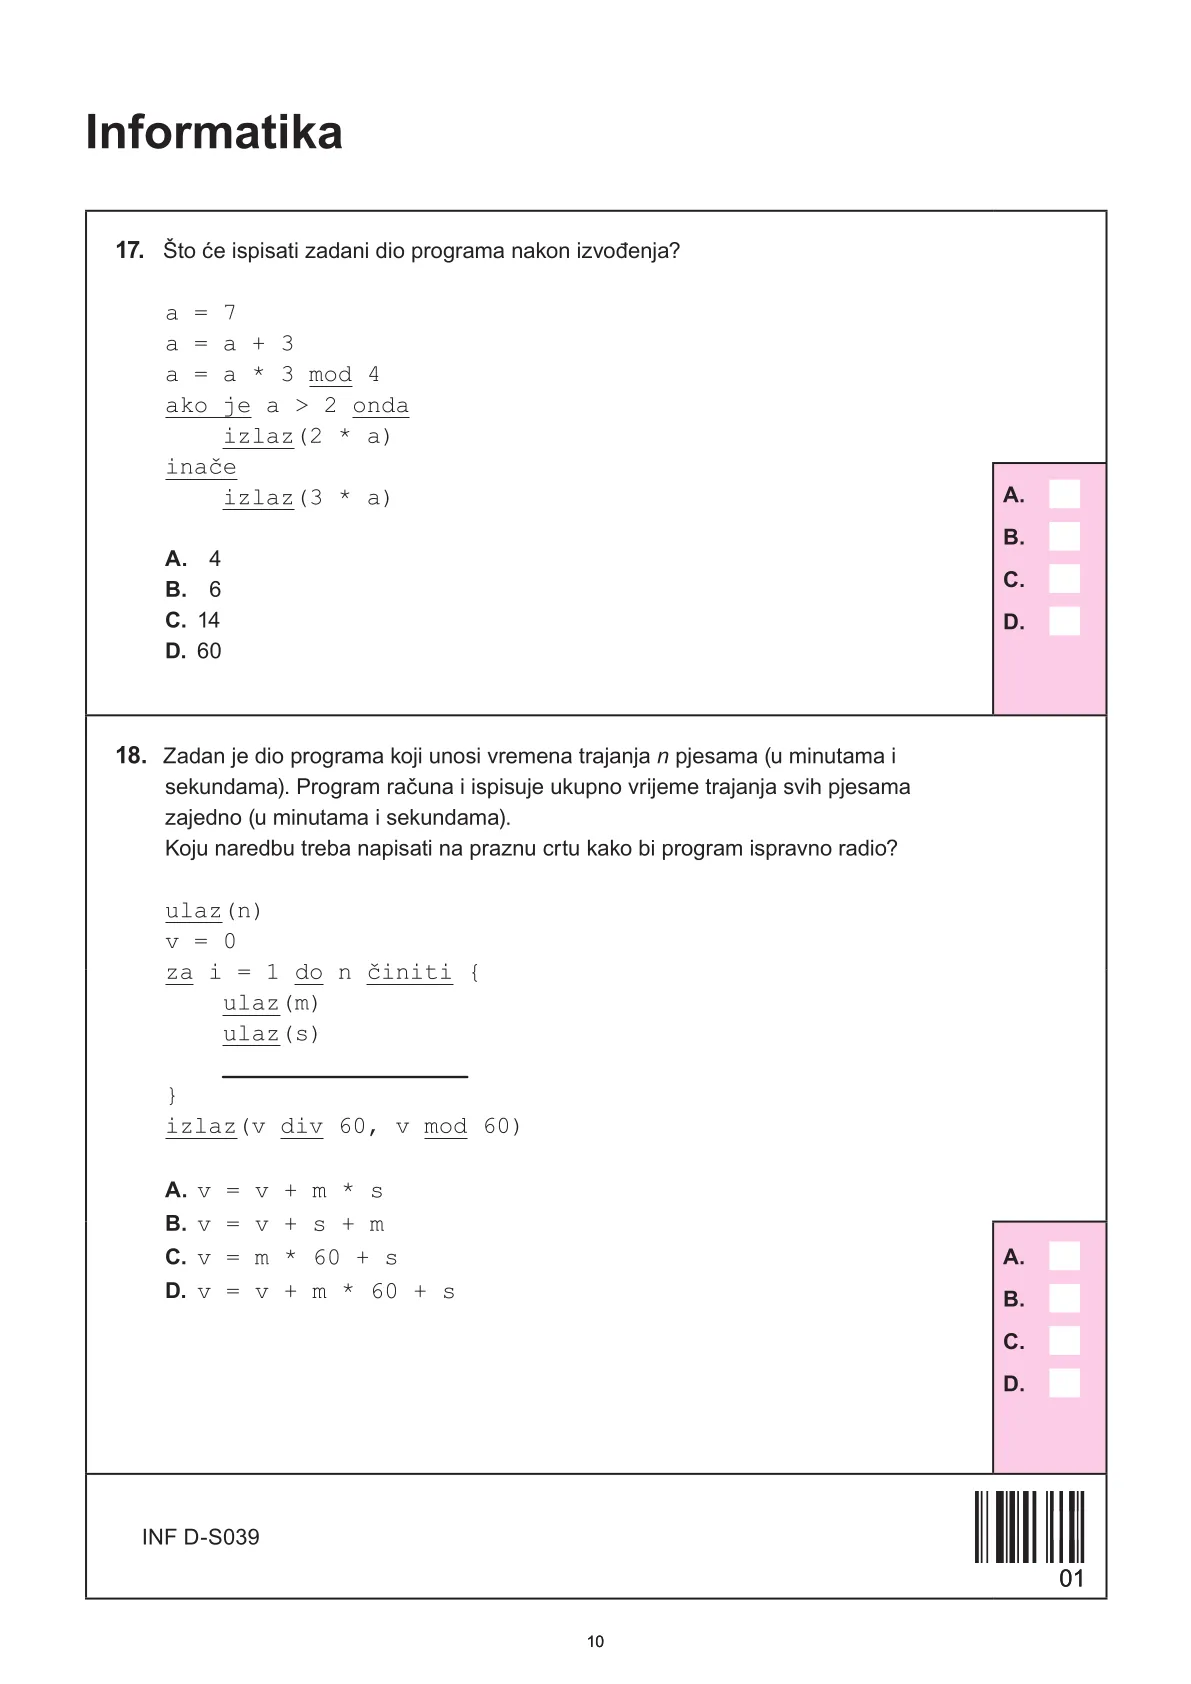 Informatika
17. Što će ispisati zadani dio programa nakon izvođenja?
a = 7
a = a + 3
a = a * 3 mod 4
ako je a > 2 onda
izlaz(2 * a)
inače
izlaz(3 * a)
A. 4
B. 6
C. 14
D. 60
A.
B.
C.
D.
18. Zadan je dio programa koji unosi vremena trajanja n pjesama (u minutama i
sekundama). Program računa i ispisuje ukupno vrijeme trajanja svih pjesama
zajedno (u minutama i sekundama).
Koju naredbu treba napisati na praznu crtu kako bi program ispravno radio?
ulaz(n)
v = 0
za i = 1 do n činiti {
ulaz(m)
ulaz(s)
}
izlaz(v div 60, v mod 60)
A. v = v + m * s
B. v = v + s + m
C. v = m * 60 + s
D. v = v + m * 60 + s
A.
B.
C.
D.
INF D-S039
01
10